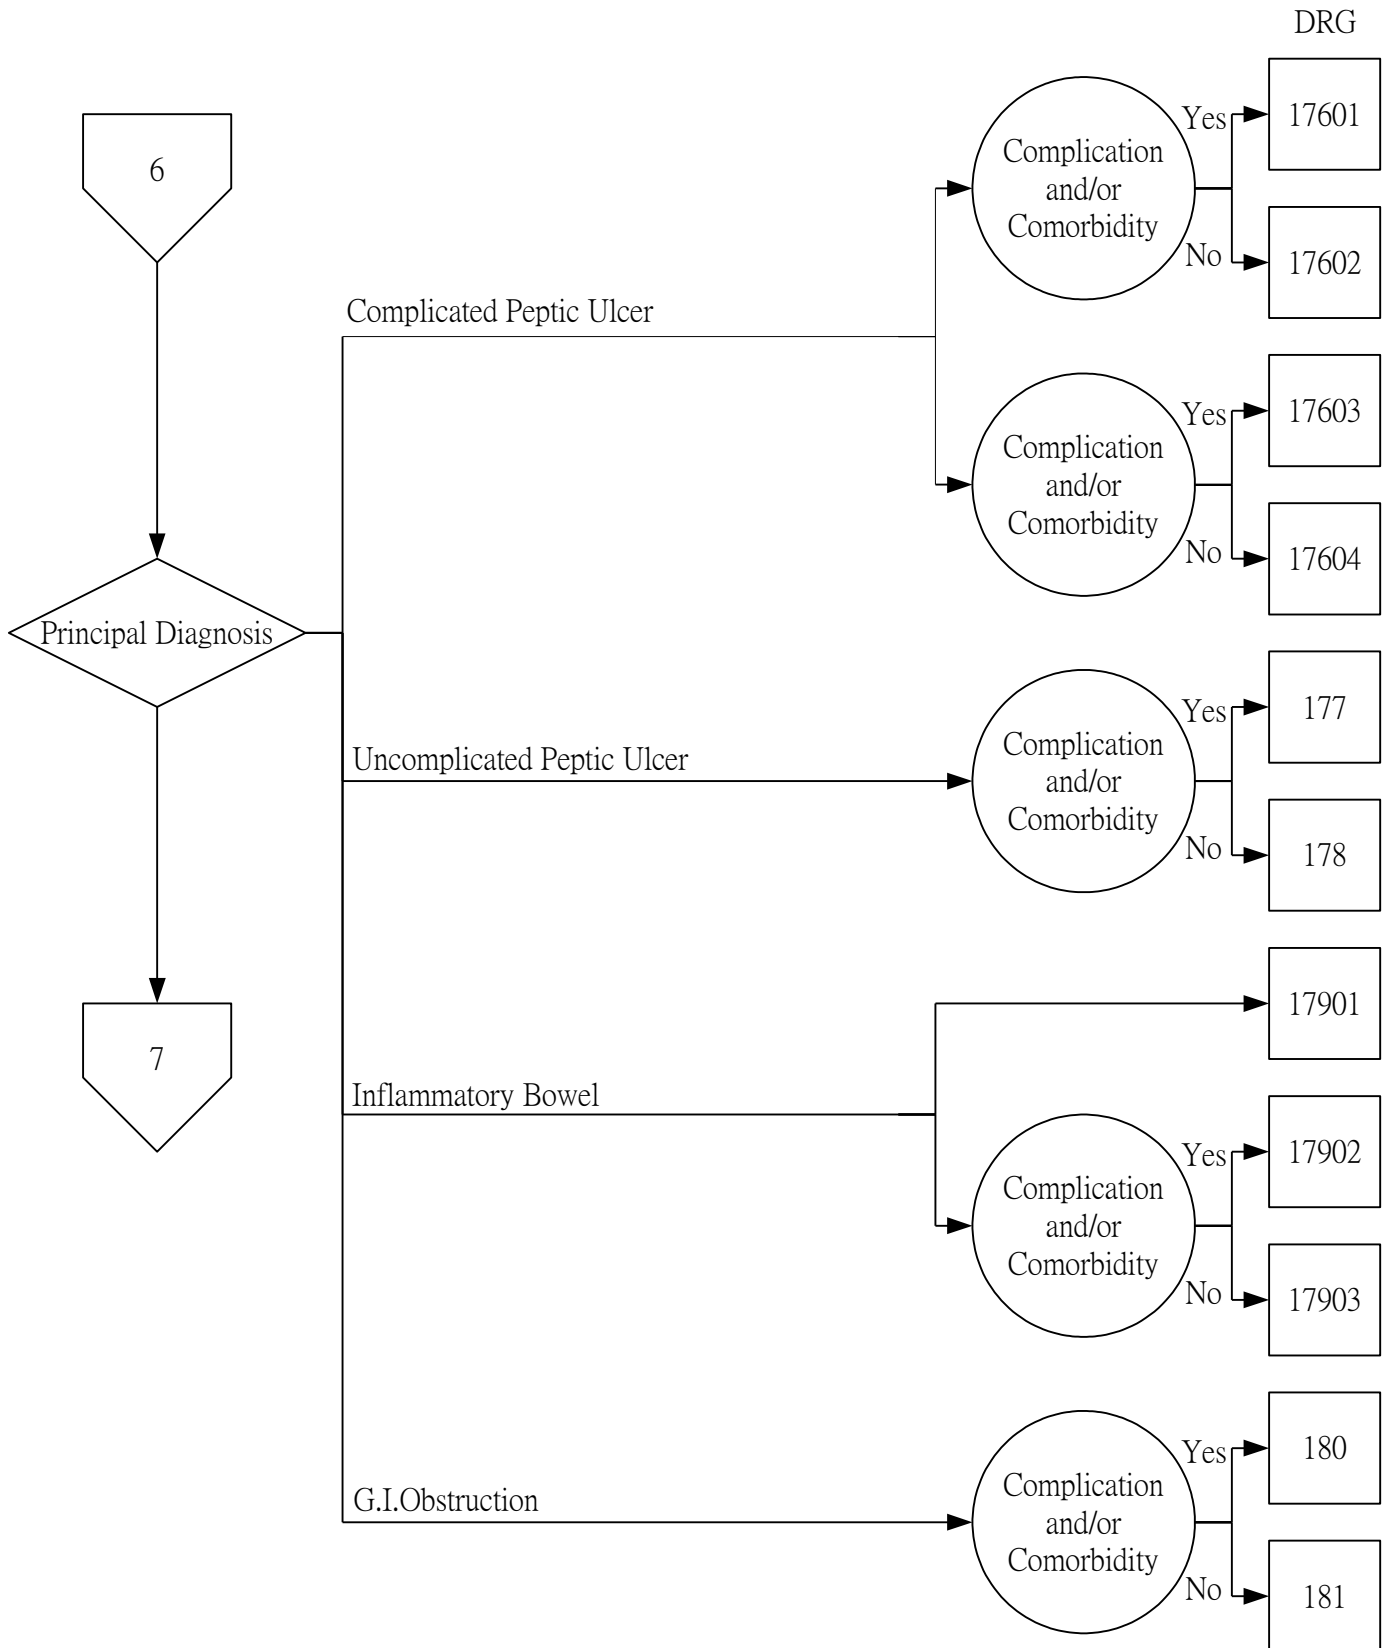 DRG
6
Complication
and/or
Comorbidity
Yes
17601
No
17602
Complicated Peptic Ulcer
Complication
and/or
Comorbidity
Yes
17603
No
17604
Principal Diagnosis
Uncomplicated Peptic Ulcer
Complication
and/or
Comorbidity
Yes
177
No
178
7
Inflammatory Bowel
17901
Complication
and/or
Comorbidity
Yes
17902
No
17903
G.I.Obstruction
Complication
and/or
Comorbidity
Yes
180
No
181